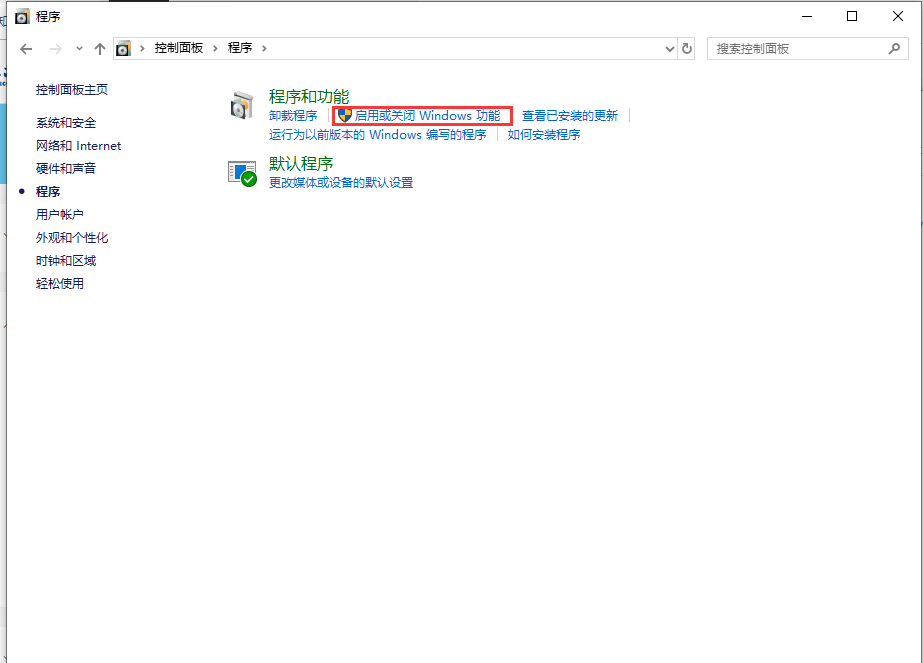 程序
控制面板 程序
搜索控制面板
控制面板主页
系统和安全
网络和 Internet
硬件和声音
程序
用户帐户
外观和个性化
时钟和区域
轻松使用
程序和功能
卸载程序 启用或关闭 Windows 功能 查看已安装的更新
运行为以前版本的 Windows 编写的程序 如何安装程序
默认程序
更改媒体或设备的默认设置